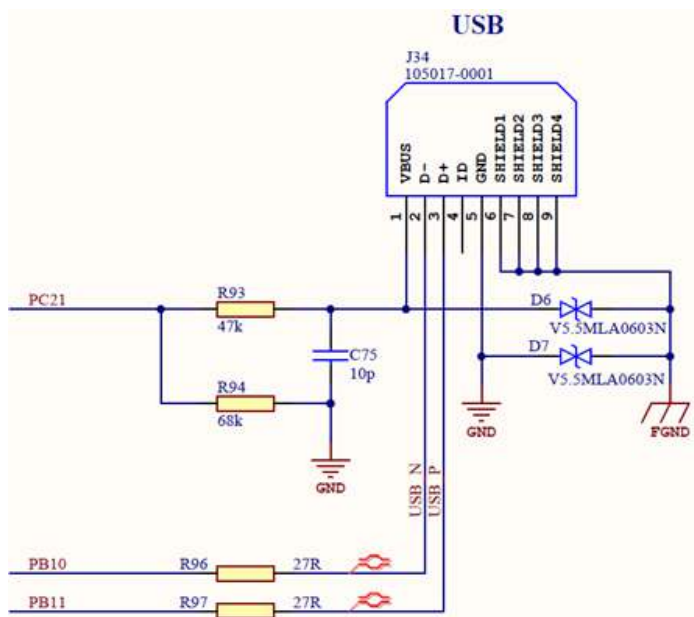 USB
J34
105017-0001
VBUS
D-
D+
ID
GND
SHIELD1
SHIELD2
SHIELD3
SHIELD4
1
2
3
4
5
6
7
8
9
PC21
R93
47k
D6
V5.5MLA0603N
C75
10p
D7
V5.5MLA0603N
R94
68k
GND
GND
FGND
USB_N
USB_P
PB10
R96
27R
PB11
R97
27R